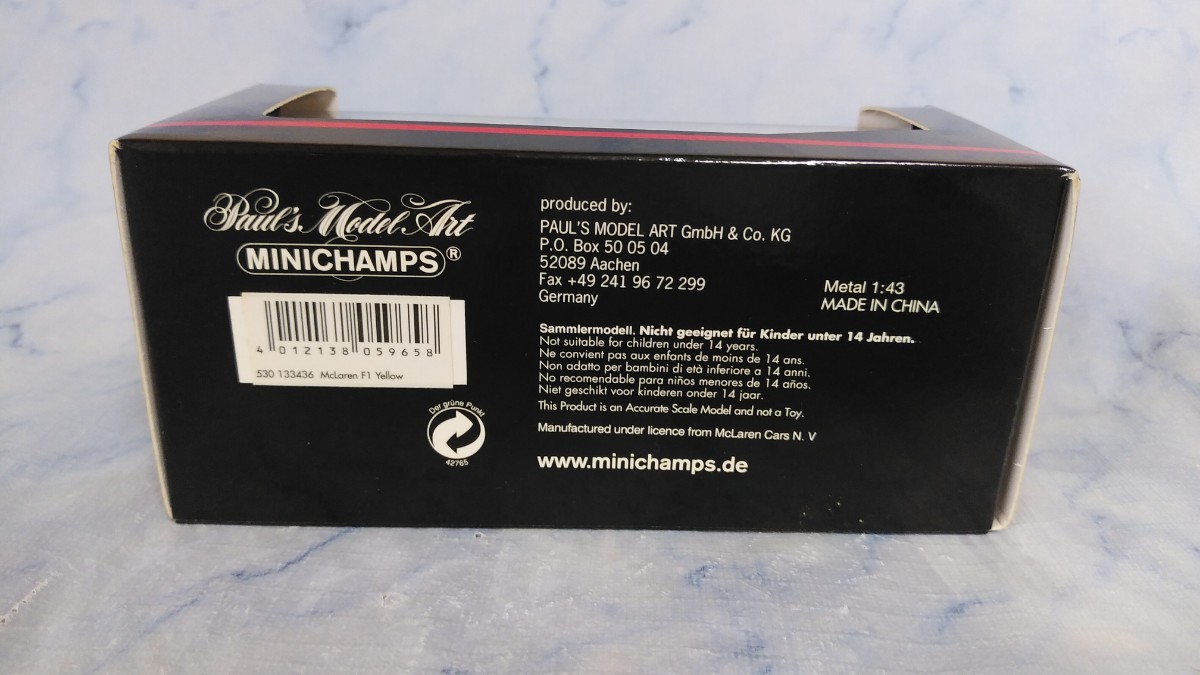 Paul's Model Art
MINICHAMPS®
4 012138 059658
530 133436 McLaren F1 Yellow
Der grüne Punkt
42765
produced by:
PAUL'S MODEL ART GmbH & Co. KG
P.O. Box 50 05 04
52089 Aachen
Fax +49 241 96 72 299
Germany
Metal 1:43
MADE IN CHINA
Sammlermodell. Nicht geeignet für Kinder unter 14 Jahren.
Not suitable for children under 14 years.
Ne convient pas aux enfants de moins de 14 ans.
Non adatto per bambini di età inferiore a 14 anni.
No recomendable para niños menores de 14 años.
Niet geschikt voor kinderen onder 14 jaar.
This Product is an Accurate Scale Model and not a Toy.
Manufactured under licence from McLaren Cars N. V
www.minichamps.de